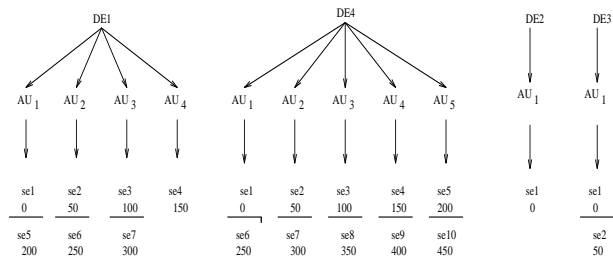 DE1 DE4 DE2 DE3
AU 1 AU 2 AU 3 AU 4 AU 1 AU 2 AU 3 AU 4 AU 5 AU 1 AU 1
se1 se2 se3 se4 se1 se2 se3 se4 se5 se1 se1
0 50 100 150 0 50 100 150 200 0 0
se5 se6 se7 se6 se7 se8 se9 se10 se2
200 250 300 250 300 350 400 450 50